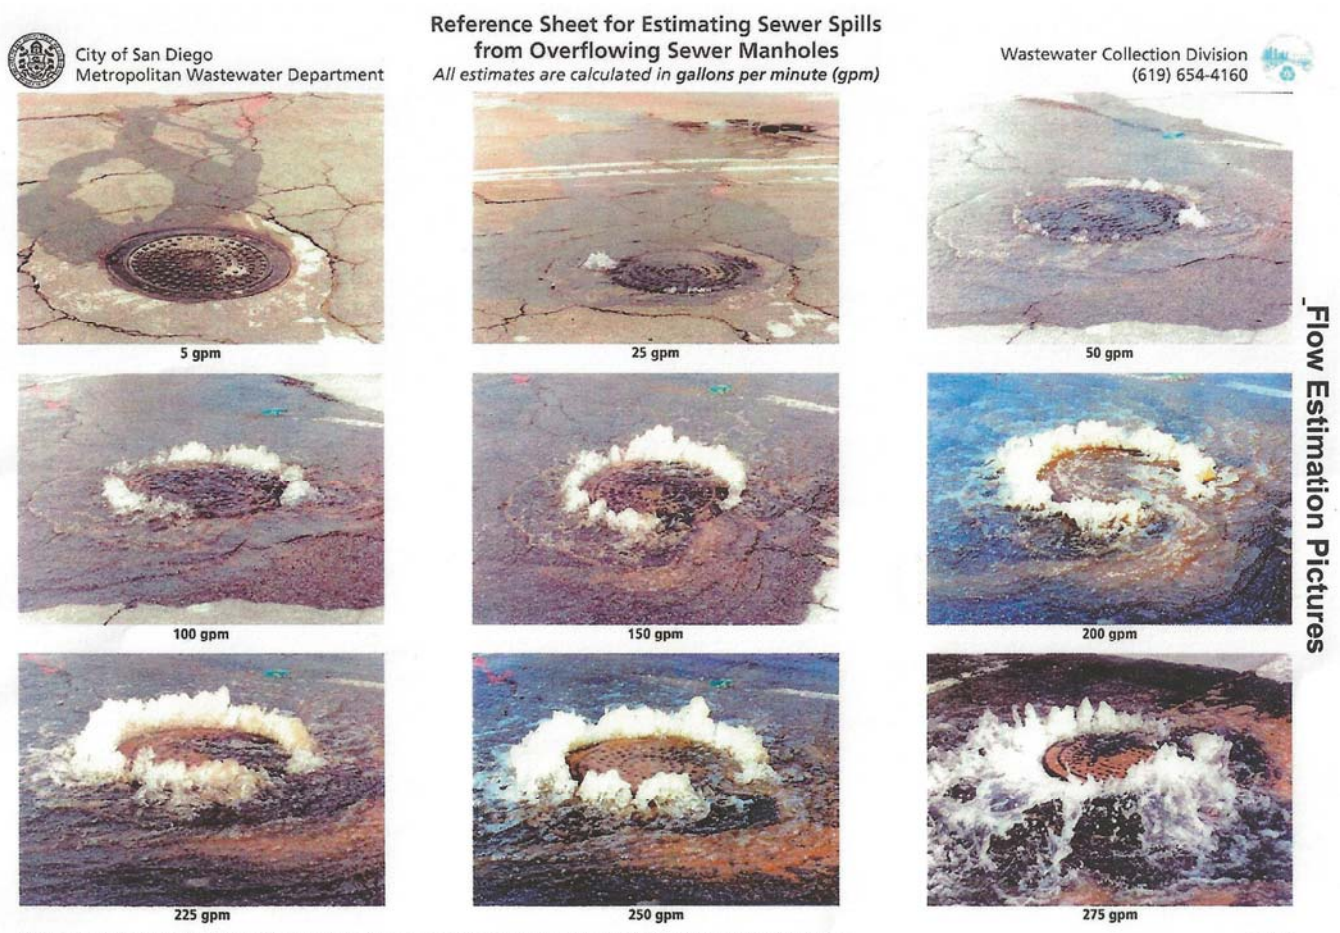 Reference Sheet for Estimating Sewer Spills
from Overflowing Sewer Manholes
All estimates are calculated in gallons per minute (gpm)
City of San Diego
Metropolitan Wastewater Department
Wastewater Collection Division
(619) 654-4160
5 gpm
25 gpm
50 gpm
100 gpm
150 gpm
200 gpm
225 gpm
250 gpm
275 gpm
Flow Estimation Pictures